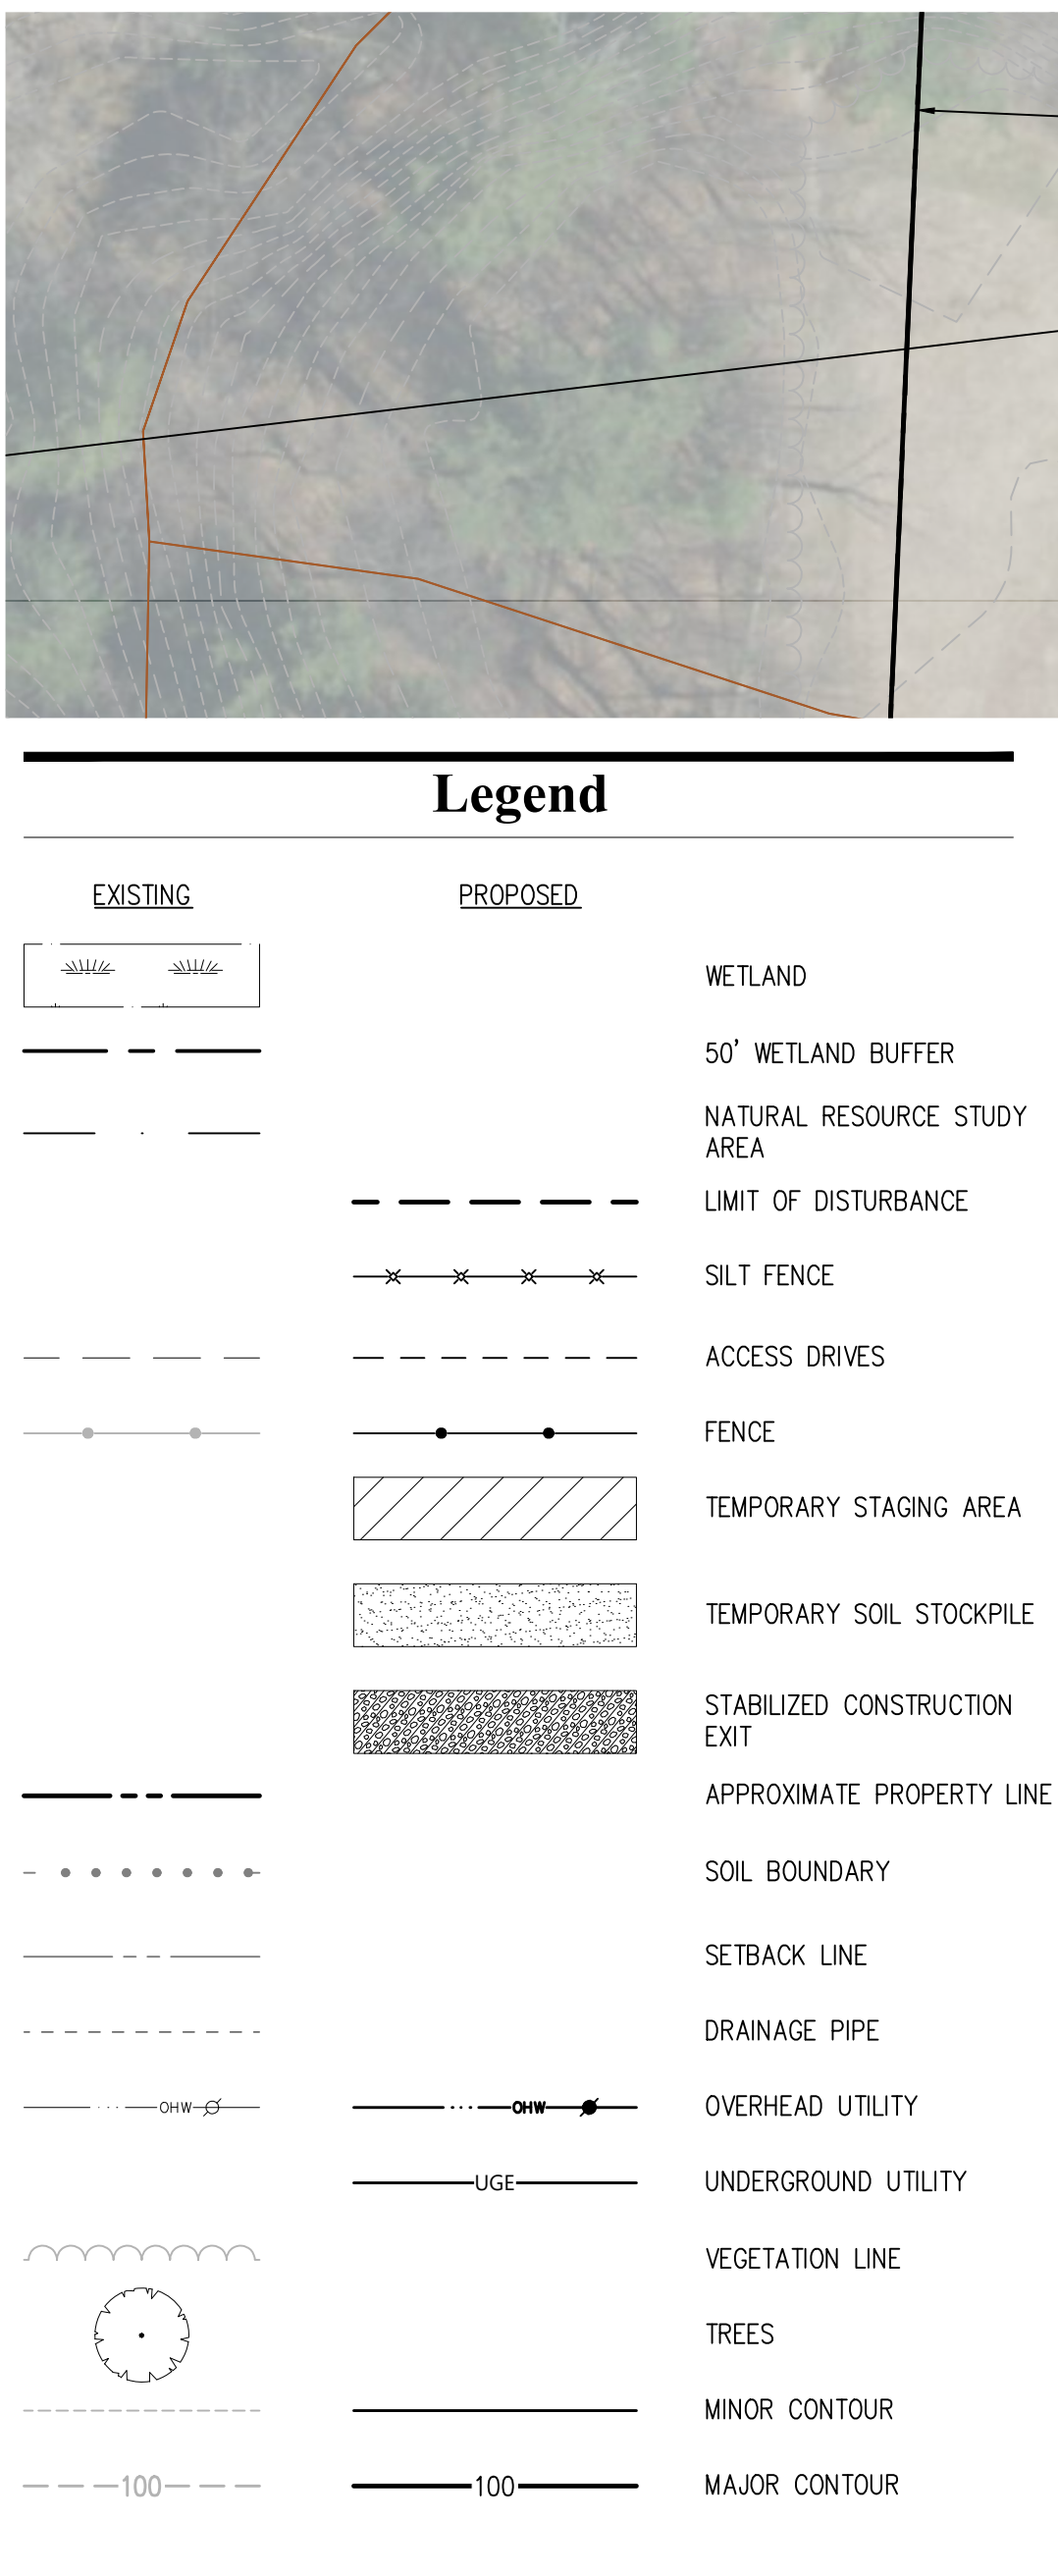 Legend
EXISTING PROPOSED
WETLAND
50' WETLAND BUFFER
NATURAL RESOURCE STUDY
AREA
LIMIT OF DISTURBANCE
SILT FENCE
ACCESS DRIVES
FENCE
TEMPORARY STAGING AREA
TEMPORARY SOIL STOCKPILE
STABILIZED CONSTRUCTION
EXIT
APPROXIMATE PROPERTY LINE
SOIL BOUNDARY
SETBACK LINE
DRAINAGE PIPE
OHW OHW OVERHEAD UTILITY
UGE UNDERGROUND UTILITY
VEGETATION LINE
TREES
MINOR CONTOUR
100 100 MAJOR CONTOUR